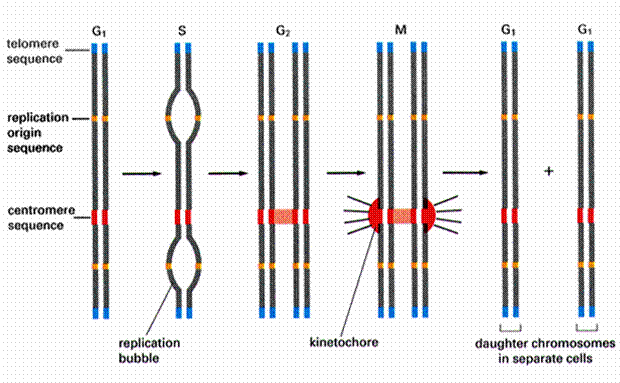 G1 S G2 M G1 G1
telomere
sequence
replication
origin
sequence
+
centromere
sequence
replication
bubble
kinetochore
daughter chromosomes
in separate cells